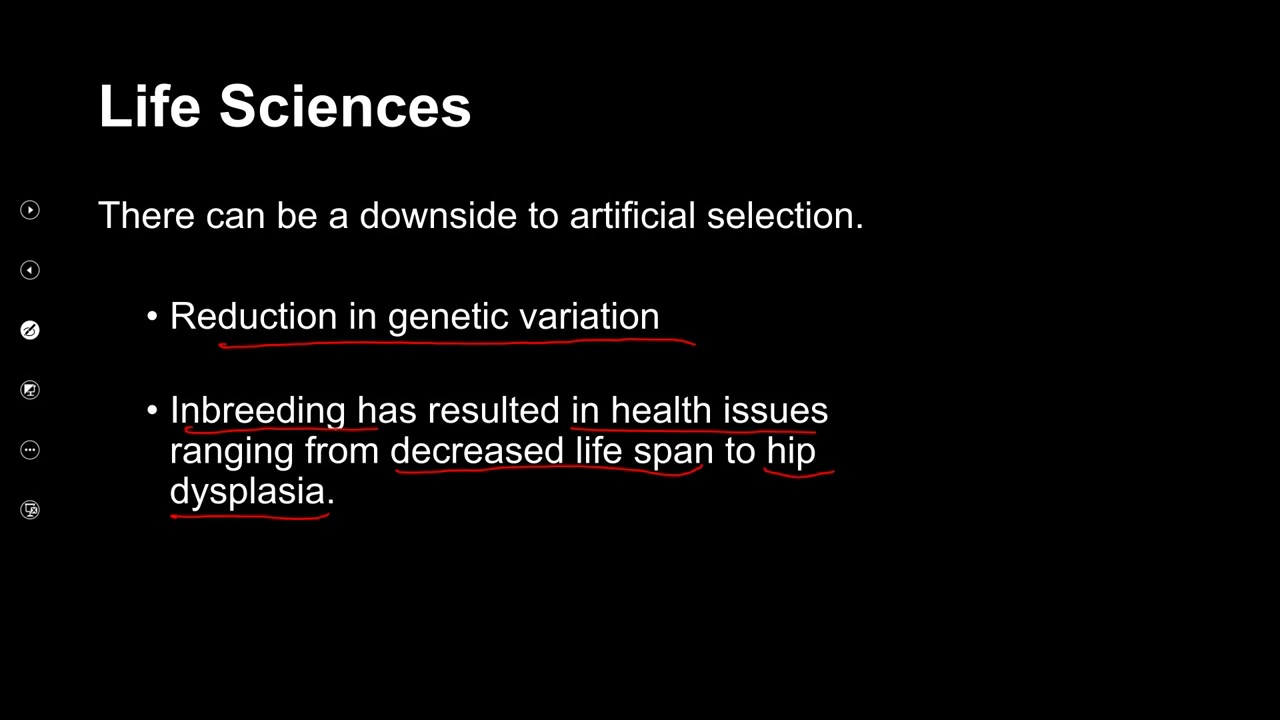 Life Sciences
There can be a downside to artificial selection.
• Reduction in genetic variation
• Inbreeding has resulted in health issues
ranging from decreased life span to hip
dysplasia.